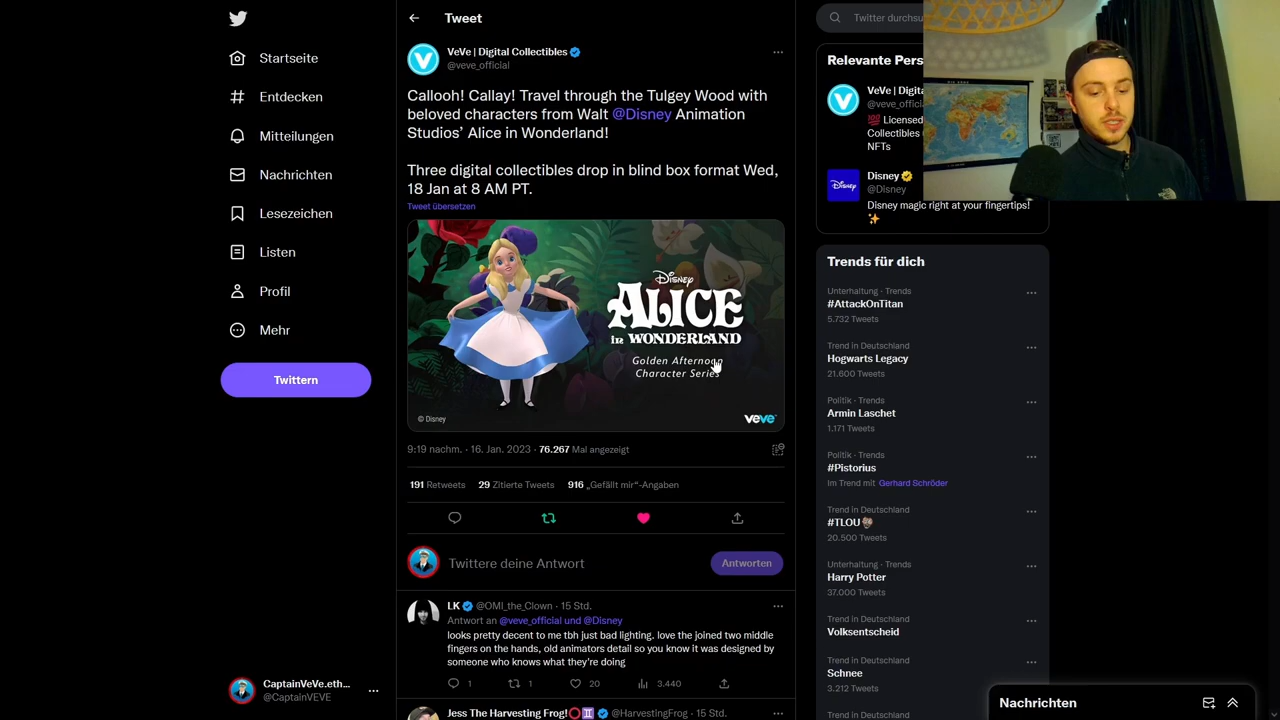 Startseite
Entdecken
Mitteilungen
Nachrichten
Lesezeichen
Listen
Profil
Mehr
Twittern
CaptainVeVe.eth...
@CaptainVEVE
Tweet
VeVe | Digital Collectibles
@veve_official
Callooh! Callay! Travel through the Tulgey Wood with
beloved characters from Walt @Disney Animation
Studios’ Alice in Wonderland!
Three digital collectibles drop in blind box format Wed,
18 Jan at 8 AM PT.
Tweet übersetzen
Disney
ALICE
in WONDERLAND
Golden Afternoon
Character Series
© Disney
veve
9:19 nachm. · 16. Jan. 2023 · 76.267 Mal angezeigt
191 Retweets 29 Zitierte Tweets 916 „Gefällt mir“-Angaben
Twittere deine Antwort
Antworten
LK @OMI_the_Clown · 15 Std.
Antwort an @veve_official und @Disney
looks pretty decent to me tbh just bad lighting. love the joined two middle
fingers on the hands, old animators detail so you know it was designed by
someone who knows what they're doing
1 1 20 3.440
Jess The Harvesting Frog! @HarvestingFrog · 15 Std.
Twitter durchsu
Relevante Pers
VeVe | Digita
@veve_officia
💯 Licensed
Collectibles
NFTs
Disney
Disney
@Disney
Disney magic right at your fingertips!
✨
Trends für dich
Unterhaltung · Trends
#AttackOnTitan
5.732 Tweets
Trend in Deutschland
Hogwarts Legacy
21.600 Tweets
Politik · Trends
Armin Laschet
1.171 Tweets
Politik · Trends
#Pistorius
Im Trend mit Gerhard Schröder
Trend in Deutschland
#TLOU
20.500 Tweets
Unterhaltung · Trends
Harry Potter
37.000 Tweets
Trend in Deutschland
Volksentscheid
Trend in Deutschland
Schnee
3.212 Tweets
Trend in Deutschland
Nachrichten